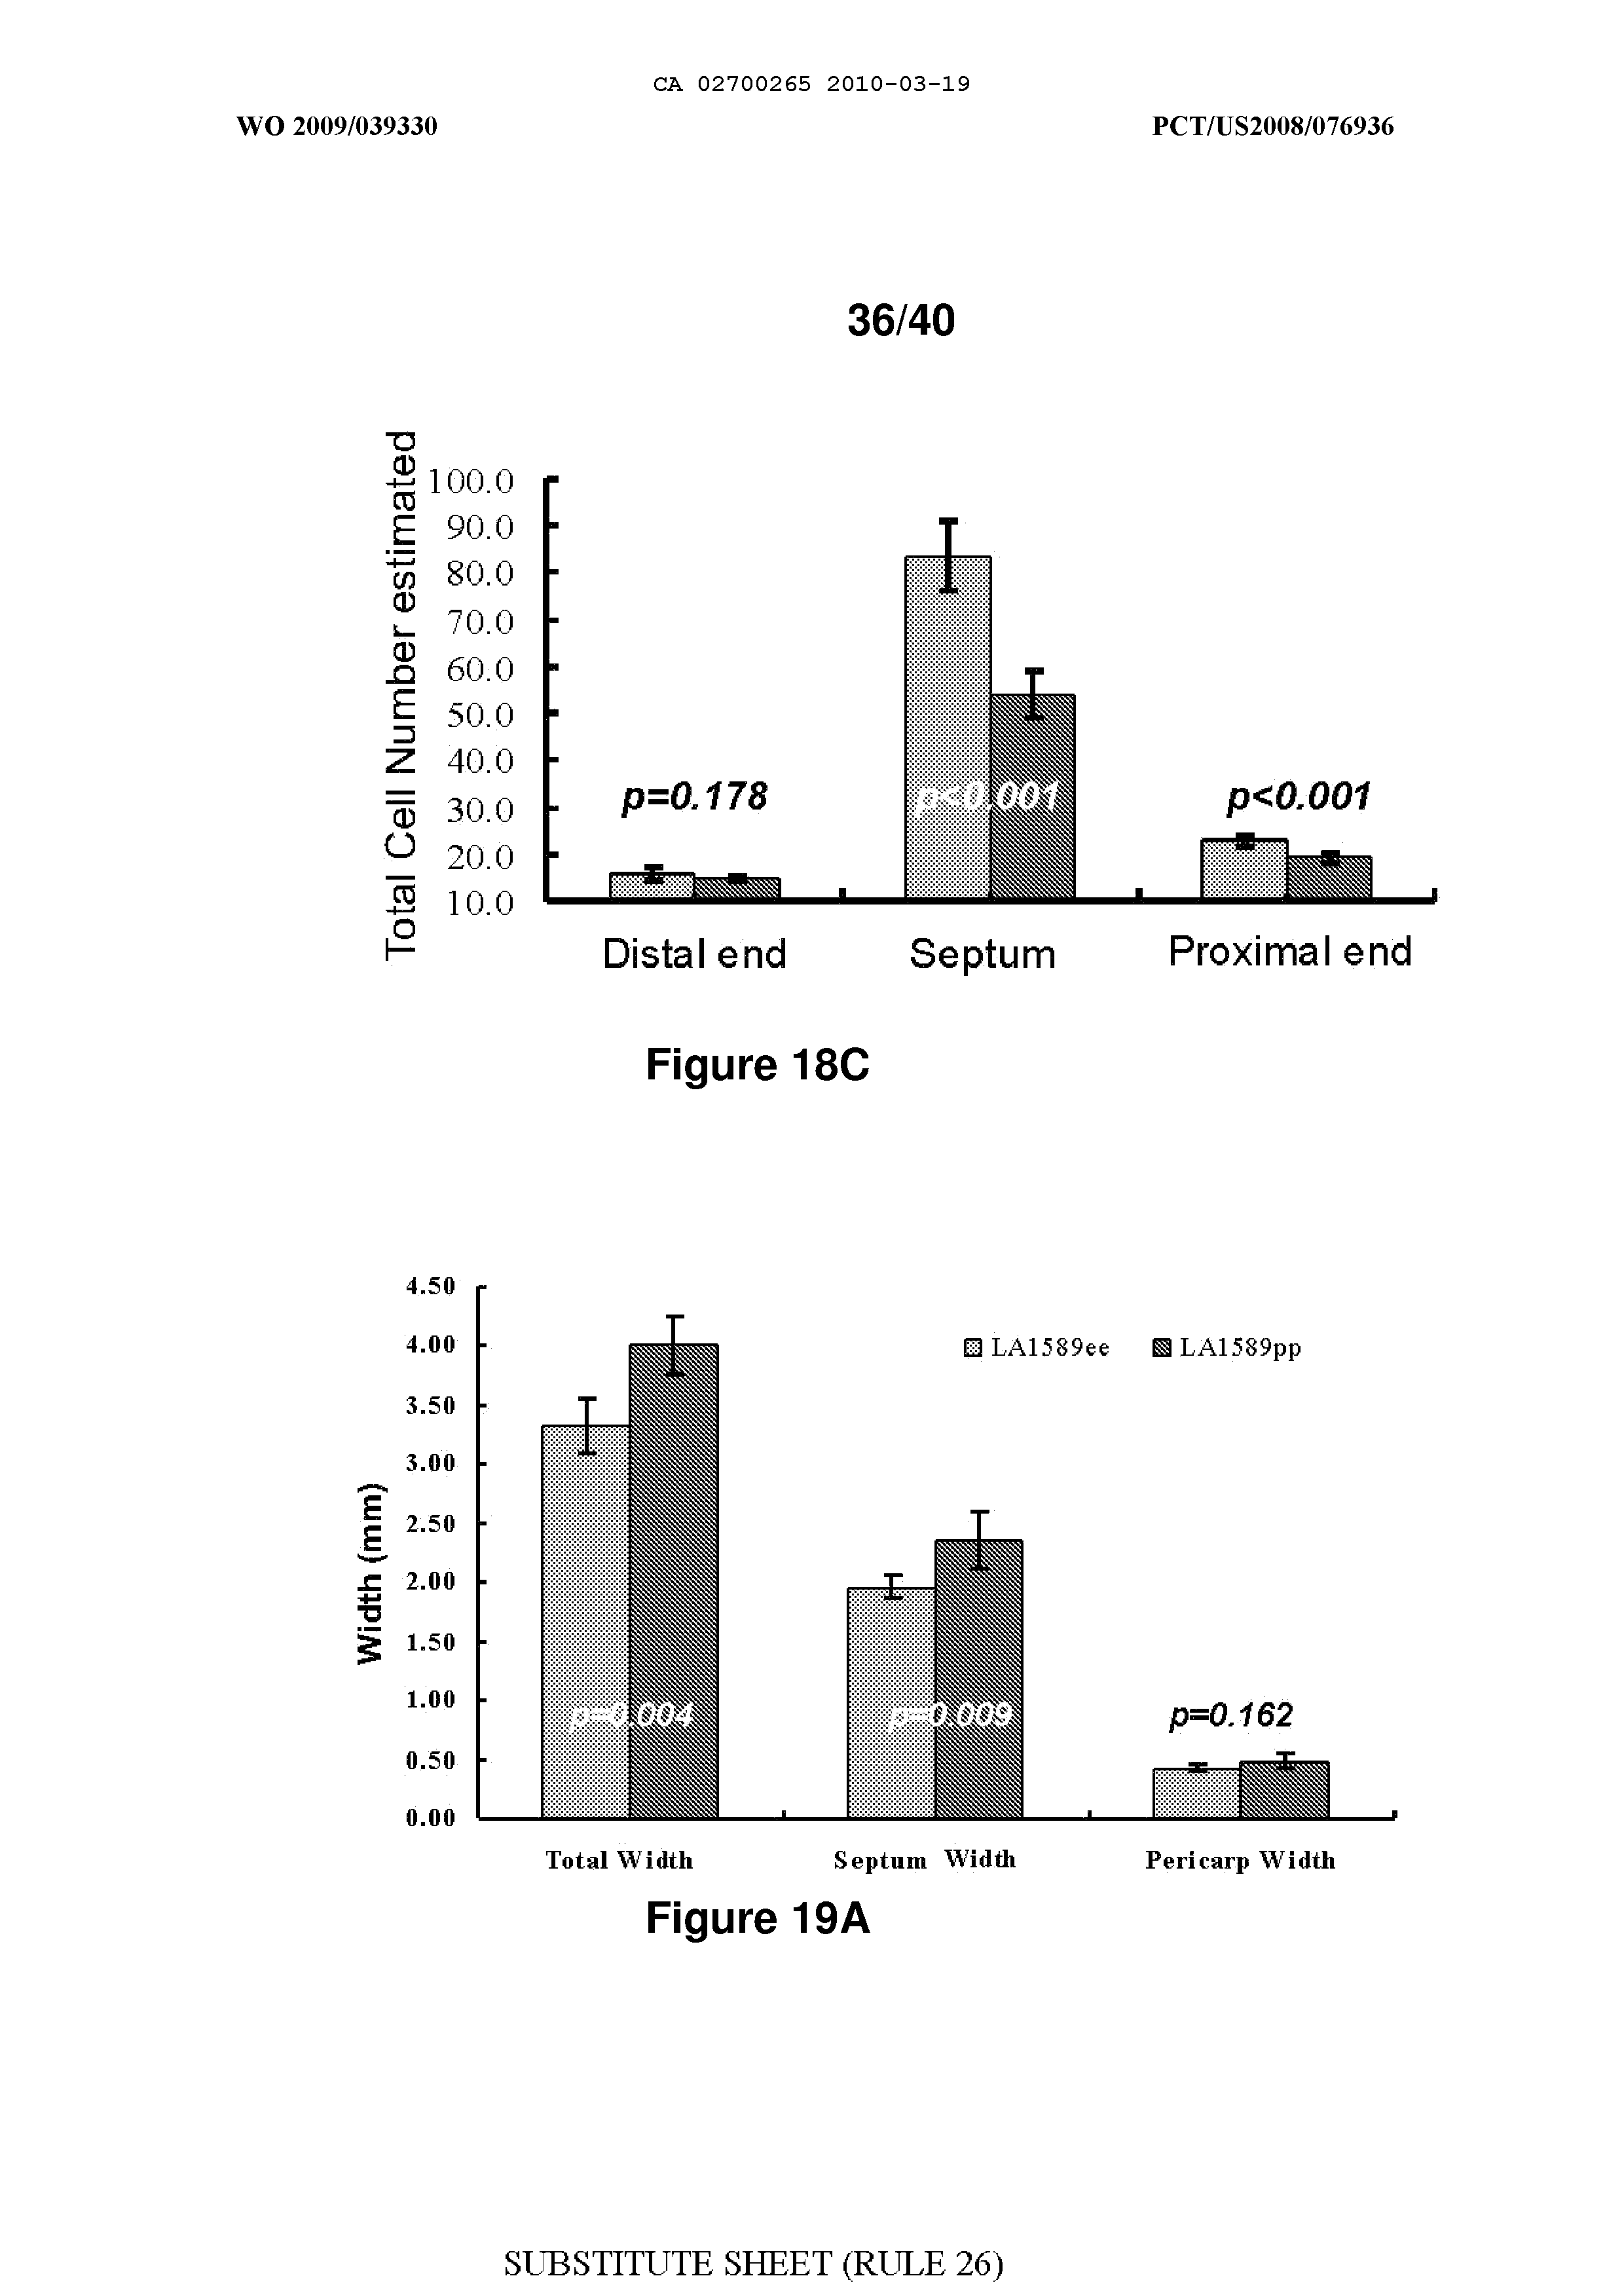 CA 02700265 2010-03-19
WO 2009/039330 PCT/US2008/076936
36/40
Total Cell Number estimated
100.0
90.0
80.0
70.0
60.0
50.0
40.0
30.0
20.0
10.0
p=0.178 p<0.001 p<0.001
Distal end Septum Proximal end
Figure 18C
Width (mm)
4.50
4.00
3.50
3.00
2.50
2.00
1.50
1.00
0.50
0.00
LA1589ee LA1589pp
p=0.004 p=0.009 p=0.162
Total Width Septum Width Pericarp Width
Figure 19A
SUBSTITUTE SHEET (RULE 26)